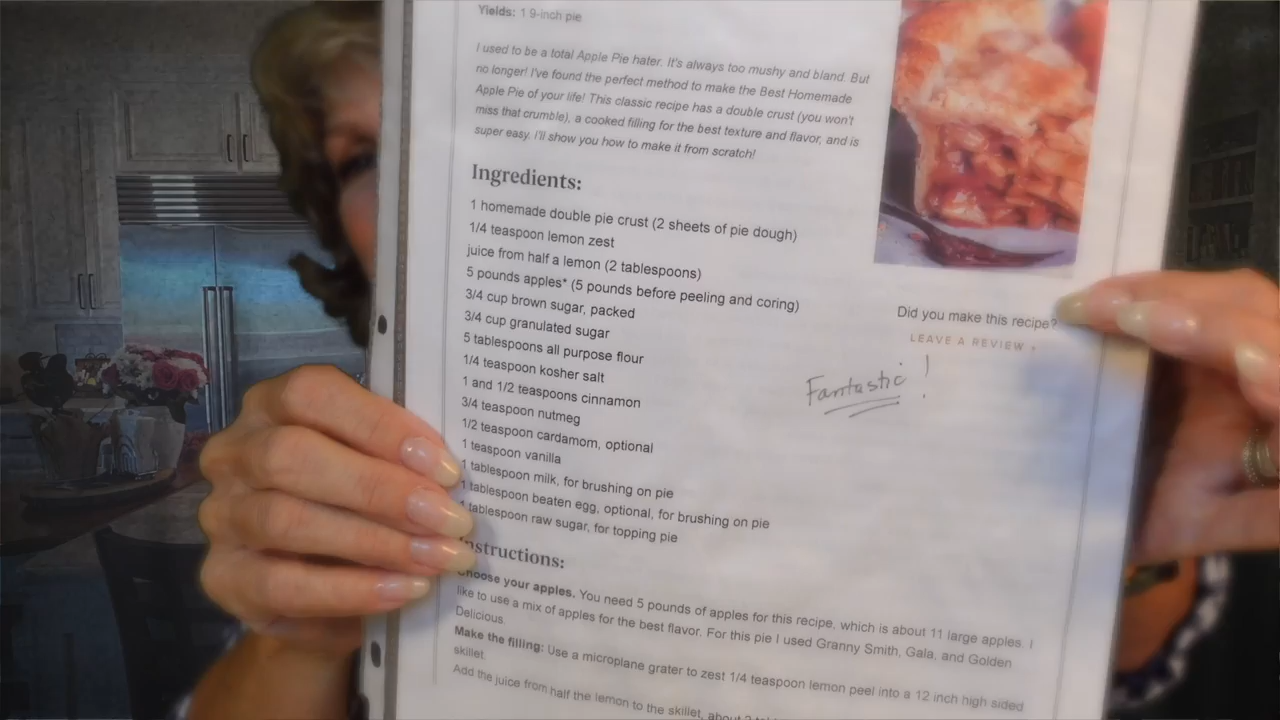 Yields: 1 9-inch pie
I used to be a total Apple Pie hater. It's always too mushy and bland. But
no longer! I've found the perfect method to make the Best Homemade
Apple Pie of your life! This classic recipe has a double crust (you won't
miss that crumble), a cooked filling for the best texture and flavor, and is
super easy. I'll show you how to make it from scratch!
Ingredients:
1 homemade double pie crust (2 sheets of pie dough)
1/4 teaspoon lemon zest
juice from half a lemon (2 tablespoons)
5 pounds apples* (5 pounds before peeling and coring)
3/4 cup brown sugar, packed
3/4 cup granulated sugar
5 tablespoons all purpose flour
1/4 teaspoon kosher salt
1 and 1/2 teaspoons cinnamon
3/4 teaspoon nutmeg
1/2 teaspoon cardamom, optional
1 teaspoon vanilla
1 tablespoon milk, for brushing on pie
1 tablespoon beaten egg, optional, for brushing on pie
tablespoon raw sugar, for topping pie
Did you make this recipe?
LEAVE A REVIEW
Fantastic!
Instructions:
Choose your apples. You need 5 pounds of apples for this recipe, which is about 11 large apples. I
like to use a mix of apples for the best flavor. For this pie I used Granny Smith, Gala, and Golden
Delicious.
Make the filling: Use a microplane grater to zest 1/4 teaspoon lemon peel into a 12 inch high sided
skillet.
Add the juice from half the lemon to the skillet, about